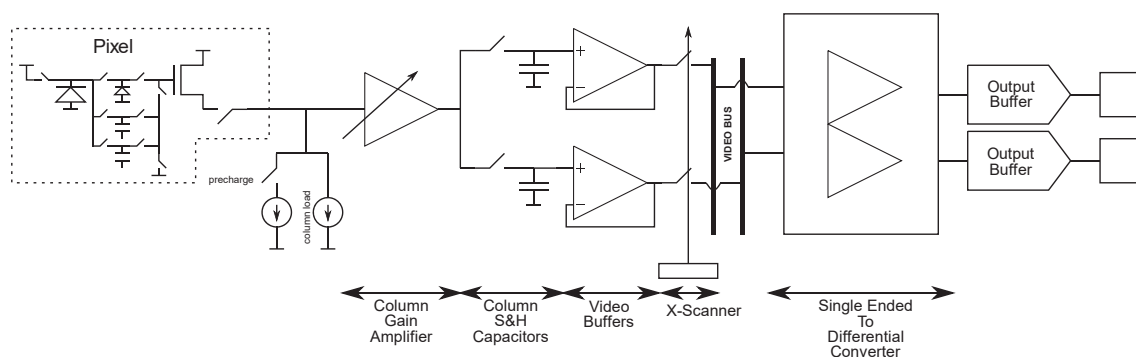 Pixel
precharge
column load
+
−
+
−
VIDEO BUS
Output
Buffer
Output
Buffer
Column
Gain
Amplifier
Column
S&H
Capacitors
Video
Buffers
X-Scanner
Single Ended
To
Differential
Converter